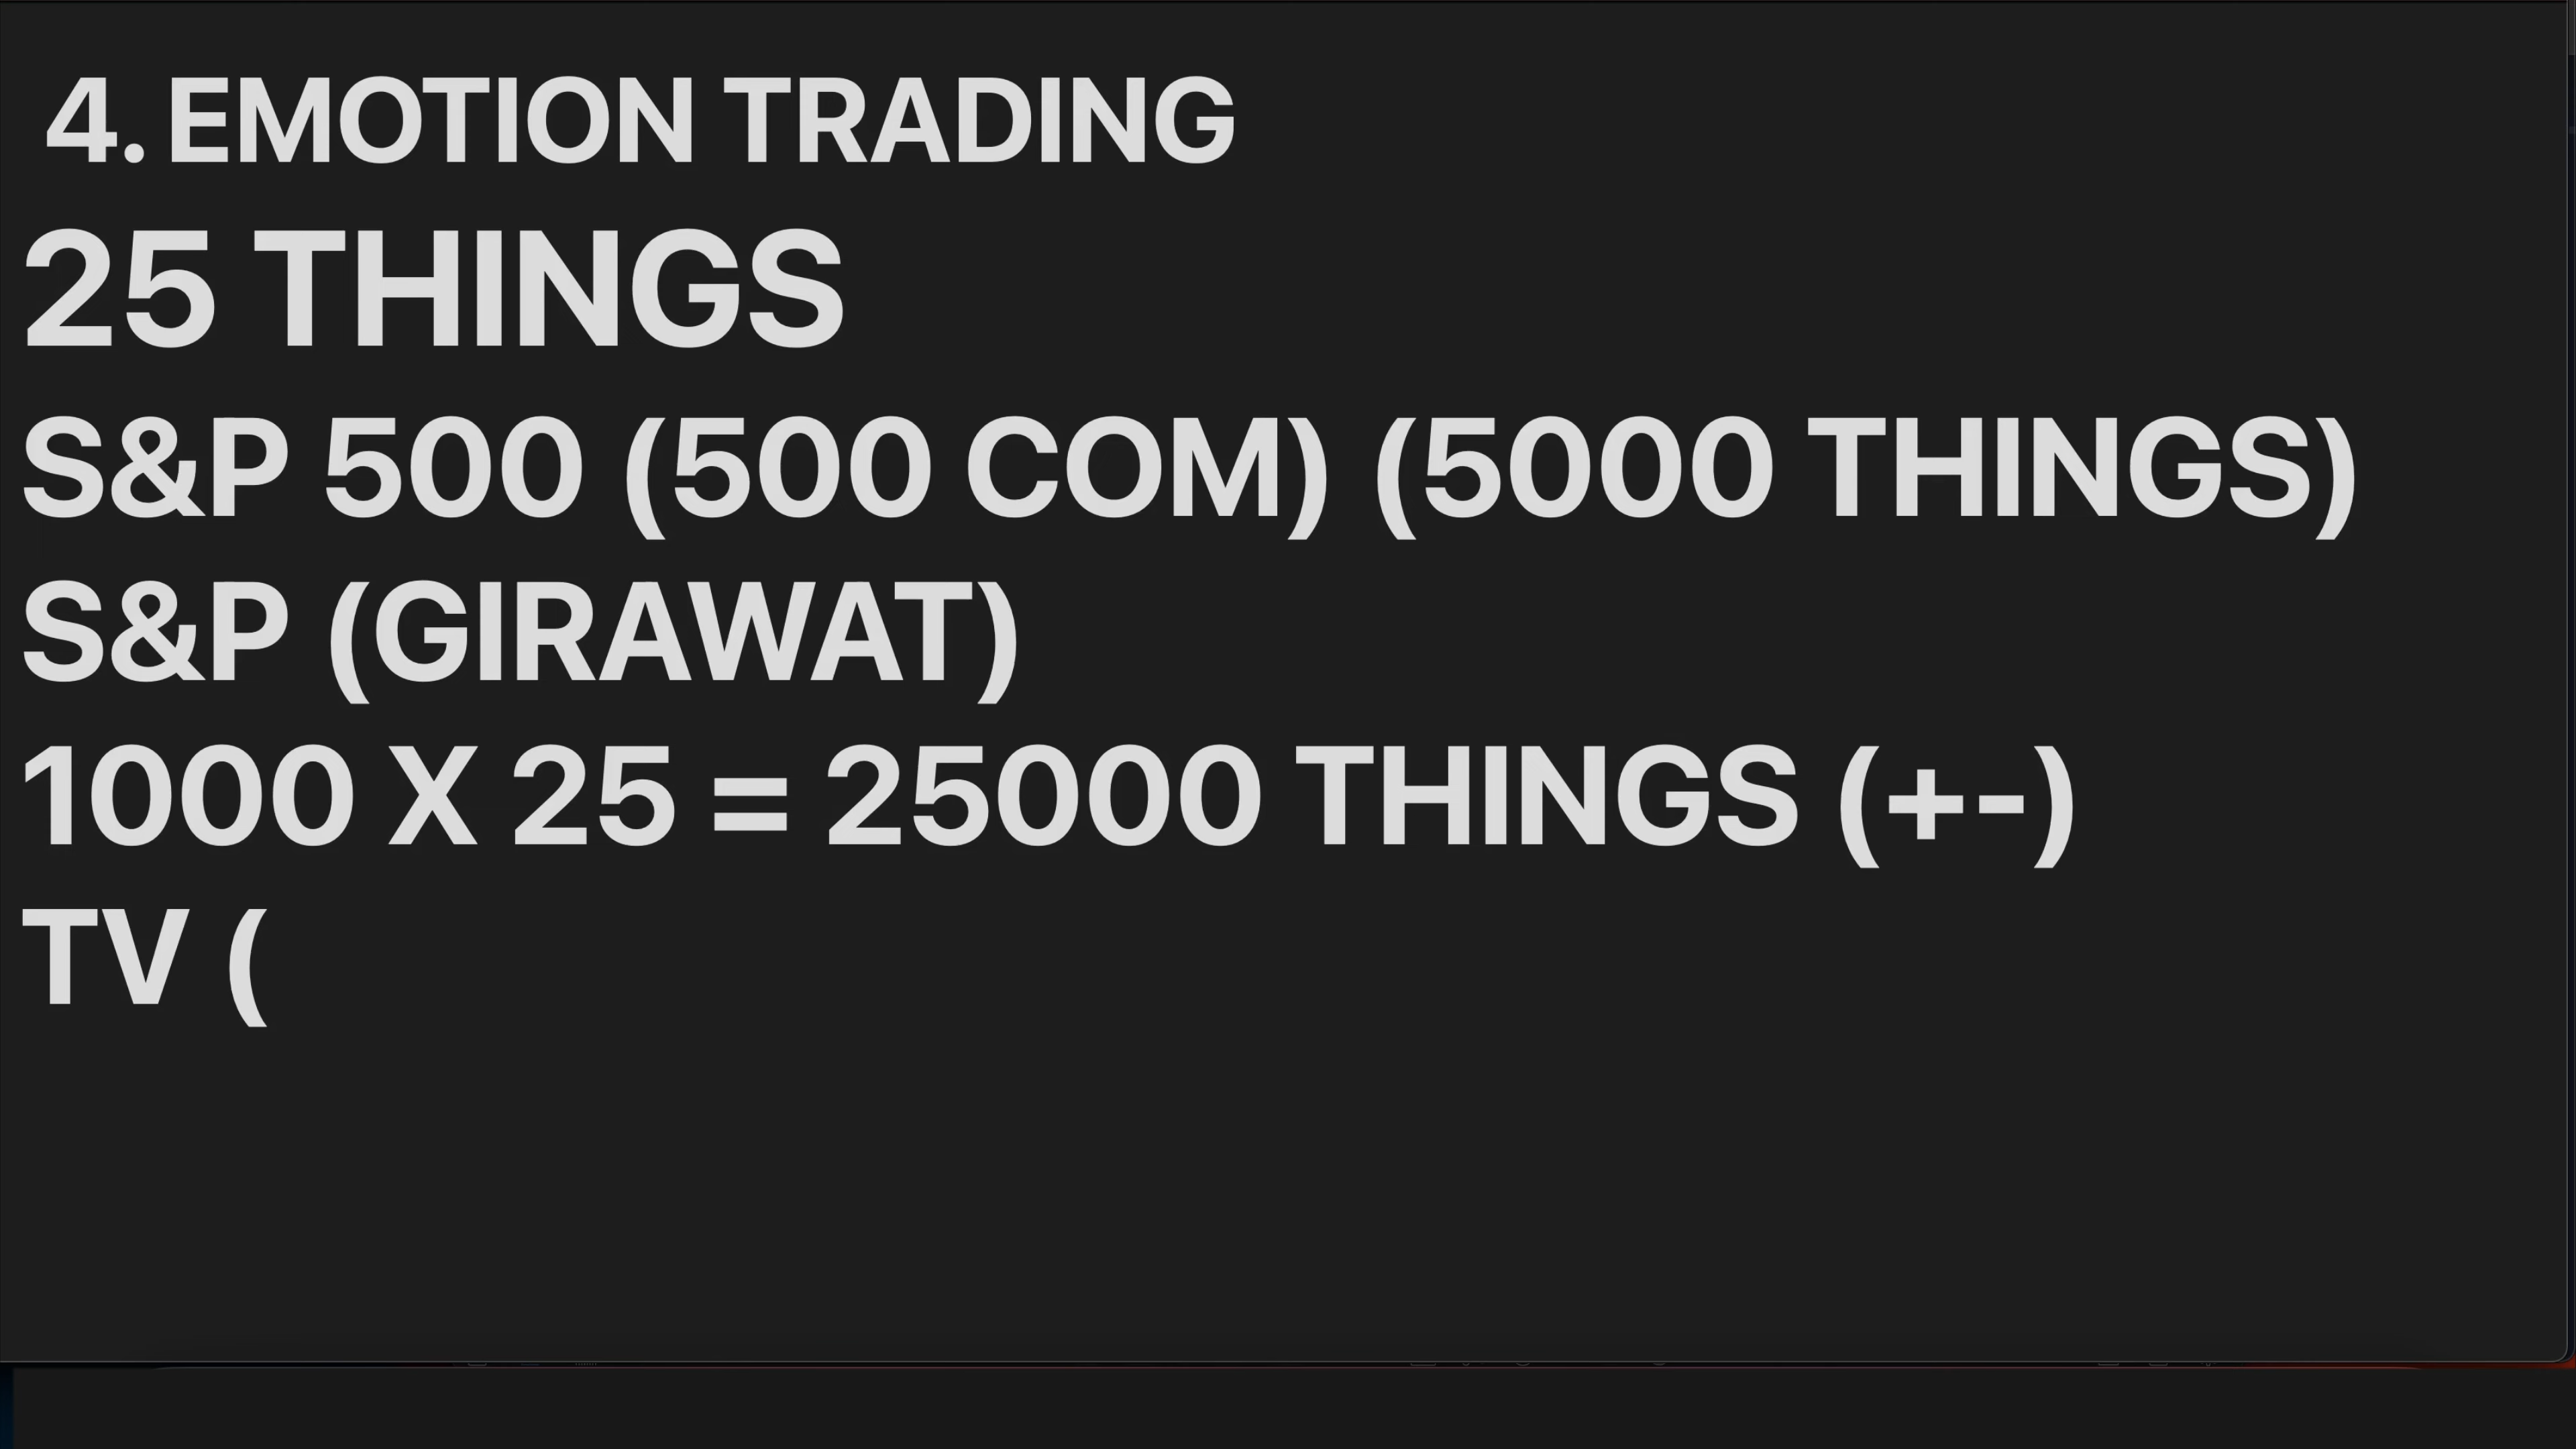 4. EMOTION TRADING
25 THINGS
S&P 500 (500 COM) (5000 THINGS)
S&P (GIRAWAT)
1000 X 25 = 25000 THINGS (+-)
TV (